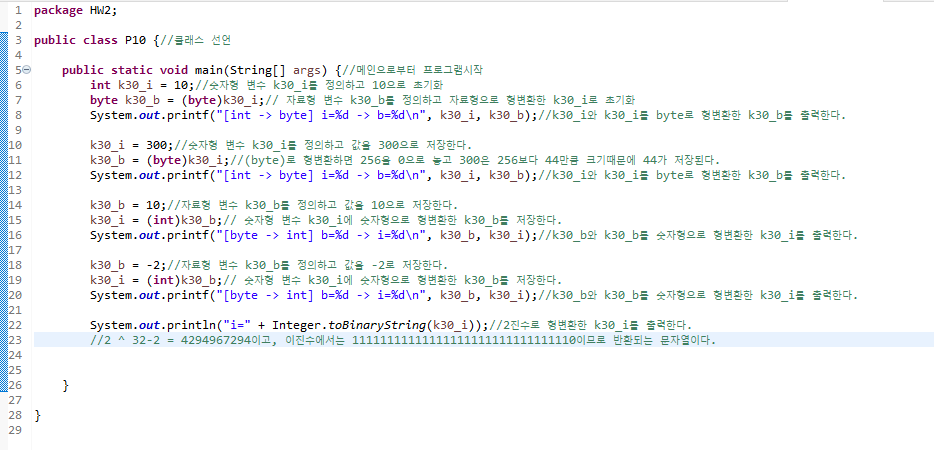 1 package HW2;
2
3 public class P10 {//클래스 선언
4
5 public static void main(String[] args) {//메인으로부터 프로그램시작
6 int k30_i = 10;//숫자형 변수 k30_i를 정의하고 10으로 초기화
7 byte k30_b = (byte)k30_i;// 자료형 변수 k30_b를 정의하고 자료형으로 형변환한 k30_i로 초기화
8 System.out.printf("[int -> byte] i=%d -> b=%d\n", k30_i, k30_b);//k30_i와 k30_i를 byte로 형변환한 k30_b를 출력한다.
9
10 k30_i = 300;//숫자형 변수 k30_i를 정의하고 값을 300으로 저장한다.
11 k30_b = (byte)k30_i;//(byte)로 형변환하면 256을 0으로 놓고 300은 256보다 44만큼 크기때문에 44가 저장된다.
12 System.out.printf("[int -> byte] i=%d -> b=%d\n", k30_i, k30_b);//k30_i와 k30_i를 byte로 형변환한 k30_b를 출력한다.
13
14 k30_b = 10;//자료형 변수 k30_b를 정의하고 값을 10으로 저장한다.
15 k30_i = (int)k30_b;// 숫자형 변수 k30_i에 숫자형으로 형변환한 k30_b를 저장한다.
16 System.out.printf("[byte -> int] b=%d -> i=%d\n", k30_b, k30_i);//k30_b와 k30_b를 숫자형으로 형변환한 k30_i를 출력한다.
17
18 k30_b = -2;//자료형 변수 k30_b를 정의하고 값을 -2로 저장한다.
19 k30_i = (int)k30_b;// 숫자형 변수 k30_i에 숫자형으로 형변환한 k30_b를 저장한다.
20 System.out.printf("[byte -> int] b=%d -> i=%d\n", k30_b, k30_i);//k30_b와 k30_b를 숫자형으로 형변환한 k30_i를 출력한다.
21
22 System.out.println("i=" + Integer.toBinaryString(k30_i));//2진수로 형변환한 k30_i를 출력한다.
23 //2 ^ 32-2 = 4294967294이고, 이진수에서는 11111111111111111111111111111110이므로 반환되는 문자열이다.
24
25
26 }
27
28 }
29